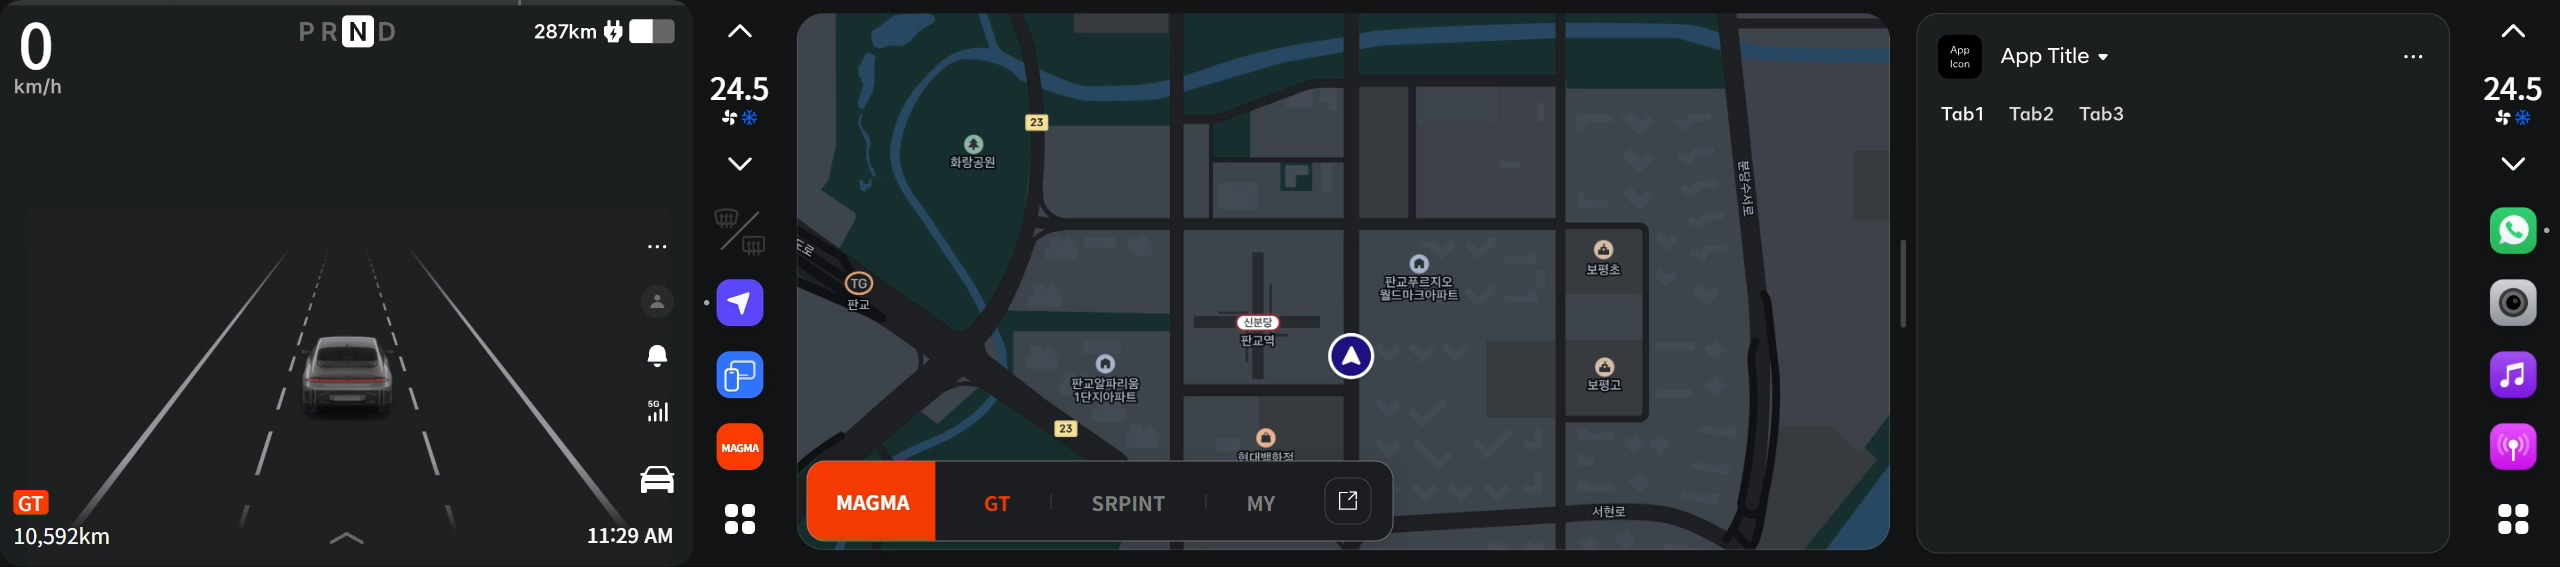 0
km/h
P R N D
287km
GT
10,592km
5G
11:29 AM
24.5
MAGMA
23
화랑공원
TG
판교
신분당
판교역
판교푸르지오
월드마크아파트
판교알파리움
1단지아파트
23
현대백화점
보평초
보평고
분당수서로
서현로
MAGMA
GT
SRPINT
MY
App
Icon
App Title
Tab1 Tab2 Tab3
24.5